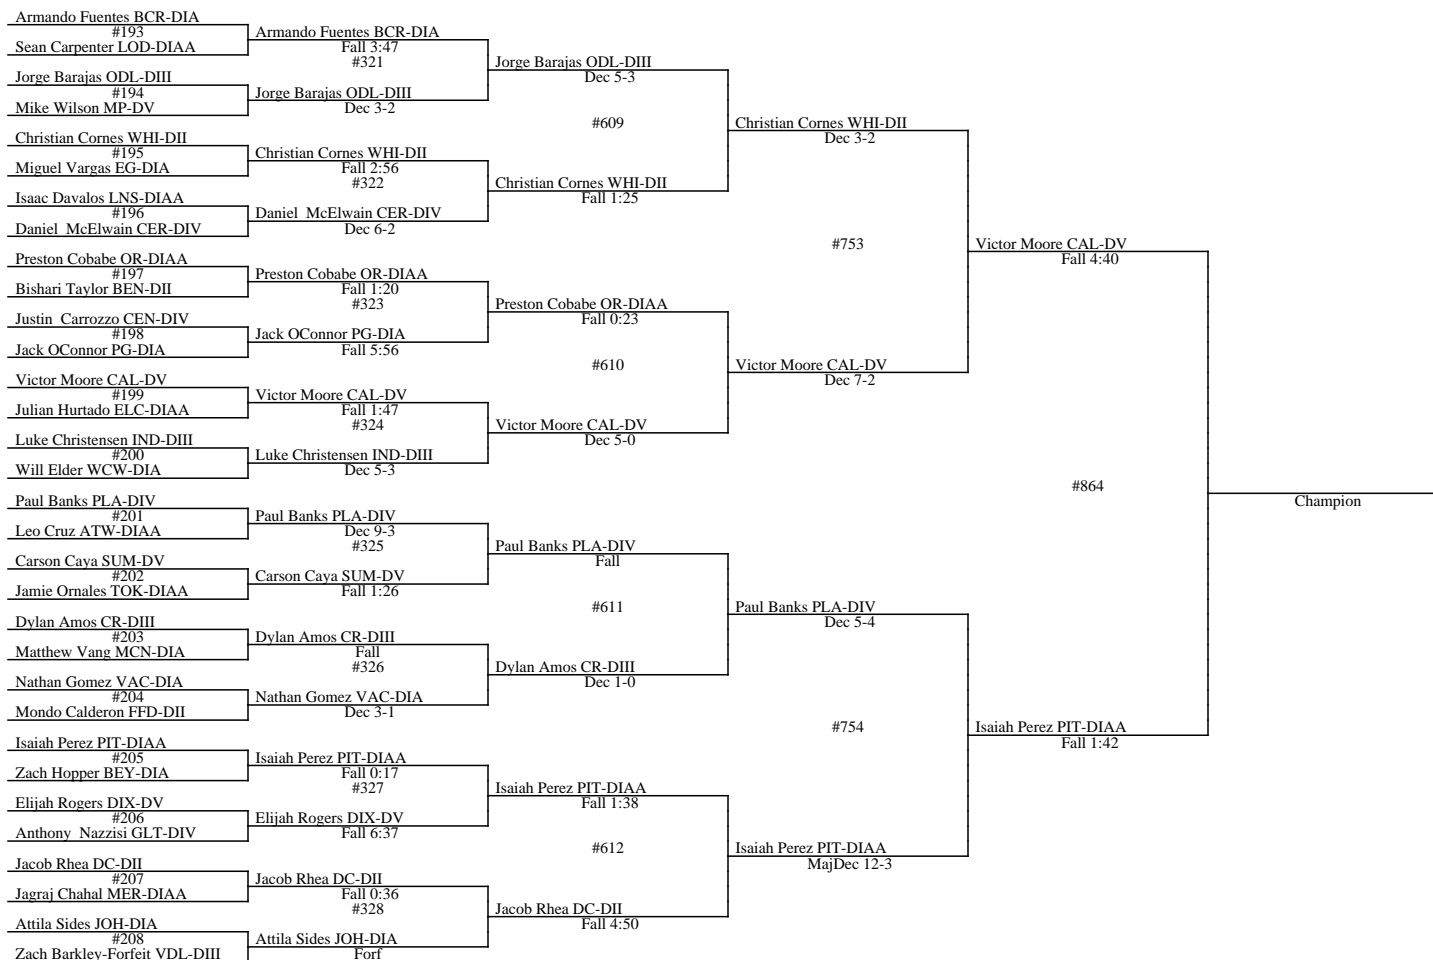 Armando Fuentes BCR-DIA
#193
Sean Carpenter LOD-DIAA
Jorge Barajas ODL-DIII
#194
Mike Wilson MP-DV
Christian Cornes WHI-DII
#195
Miguel Vargas EG-DIA
Isaac Davalos LNS-DIAA
#196
Daniel McElwain CER-DIV
Preston Cobabe OR-DIAA
#197
Bishari Taylor BEN-DII
Justin Carrozzo CEN-DIV
#198
Jack OConnor PG-DIA
Victor Moore CAL-DV
#199
Julian Hurtado ELC-DIAA
Luke Christensen IND-DIII
#200
Will Elder WCW-DIA
Paul Banks PLA-DIV
#201
Leo Cruz ATW-DIAA
Carson Caya SUM-DV
#202
Jamie Ornales TOK-DIAA
Dylan Amos CR-DIII
#203
Matthew Vang MCN-DIA
Nathan Gomez VAC-DIA
#204
Mondo Calderon FFD-DII
Isaiah Perez PIT-DIAA
#205
Zach Hopper BEY-DIA
Elijah Rogers DIX-DV
#206
Anthony Nazzisi GLT-DIV
Jacob Rhea DC-DII
#207
Jagraj Chahal MER-DIAA
Attila Sides JOH-DIA
#208
Zach Barkley-Forfeit VDL-DIII
Armando Fuentes BCR-DIA
Fall 3:47
#321
Jorge Barajas ODL-DIII
Dec 3-2
Christian Cornes WHI-DII
Fall 2:56
#322
Daniel McElwain CER-DIV
Dec 6-2
Preston Cobabe OR-DIAA
Fall 1:20
#323
Jack OConnor PG-DIA
Fall 5:56
Victor Moore CAL-DV
Fall 1:47
#324
Luke Christensen IND-DIII
Dec 5-3
Paul Banks PLA-DIV
Dec 9-3
#325
Carson Caya SUM-DV
Fall 1:26
Dylan Amos CR-DIII
Fall
#326
Nathan Gomez VAC-DIA
Dec 3-1
Isaiah Perez PIT-DIAA
Fall 0:17
#327
Elijah Rogers DIX-DV
Fall 6:37
Jacob Rhea DC-DII
Fall 0:36
#328
Attila Sides JOH-DIA
Forf
Jorge Barajas ODL-DIII
Dec 5-3
#609
Christian Cornes WHI-DII
Fall 1:25
Preston Cobabe OR-DIAA
Fall 0:23
#610
Victor Moore CAL-DV
Dec 5-0
Paul Banks PLA-DIV
Fall
#611
Dylan Amos CR-DIII
Dec 1-0
Isaiah Perez PIT-DIAA
Fall 1:38
#612
Jacob Rhea DC-DII
Fall 4:50
Christian Cornes WHI-DII
Dec 3-2
#753
Victor Moore CAL-DV
Dec 7-2
Paul Banks PLA-DIV
Dec 5-4
#754
Isaiah Perez PIT-DIAA
MajDec 12-3
Victor Moore CAL-DV
Fall 4:40
#864
Isaiah Perez PIT-DIAA
Fall 1:42
Champion